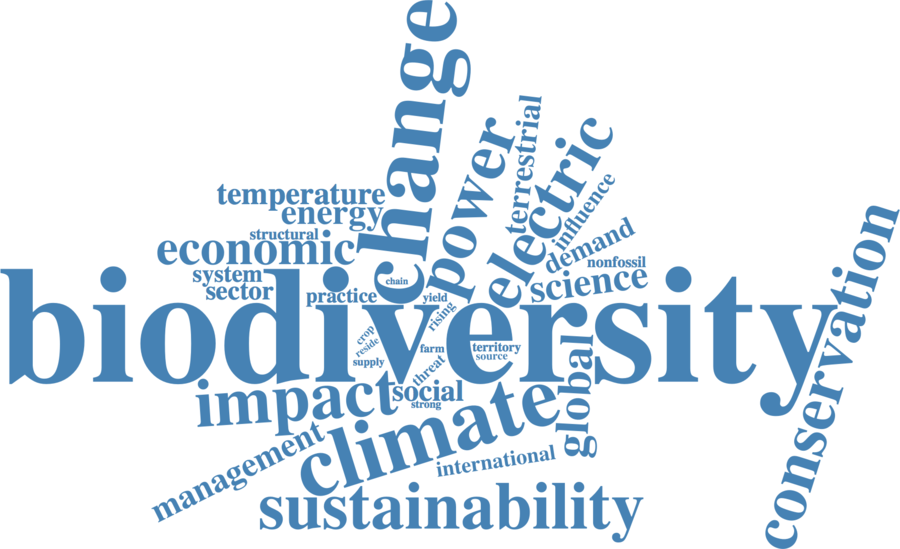 change
terrestrial
power
electric
influence
temperature
energy
structural
economic
demand
nonfossil
system
science
sector
chain
practice
yield
conservation
biodiversity
rising
crop
reside
supply
farm
territory
source
threat
impact
social
strong
global
climate
management
international
sustainability